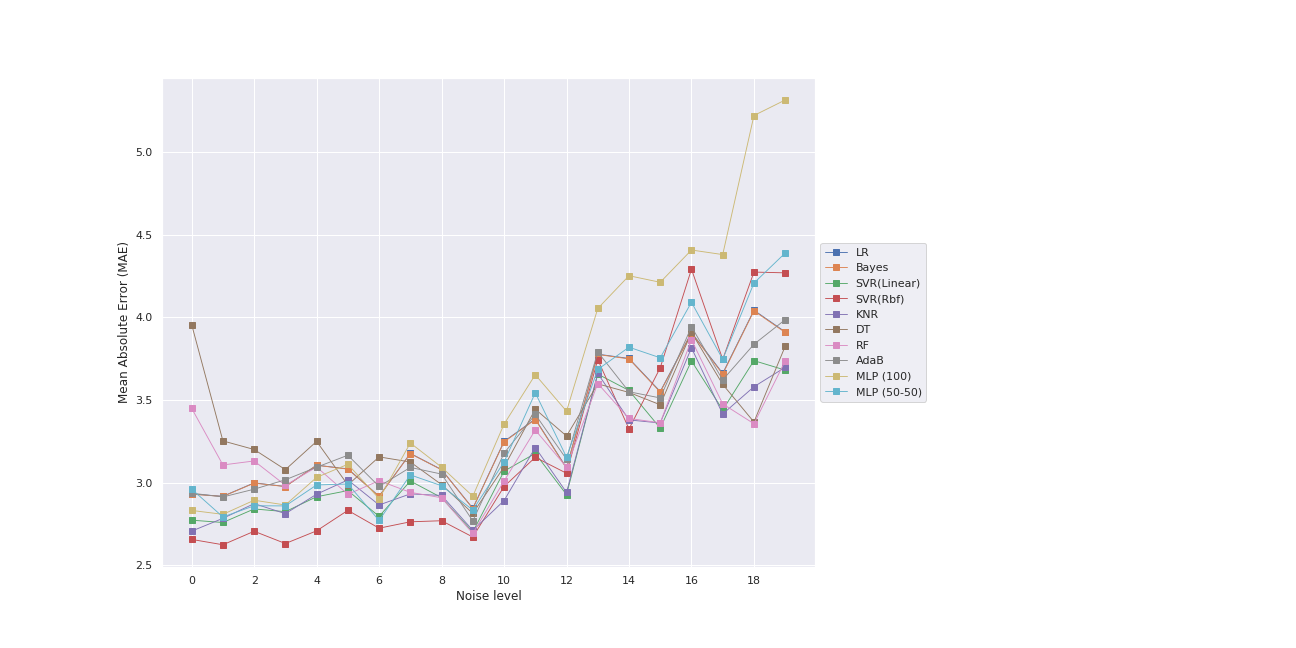 5.0
4.5
4.0
3.5
3.0
2.5
Mean Absolute Error (MAE)
0 2 4 6 8 10 12 14 16 18
Noise level
LR
Bayes
SVR(Linear)
SVR(Rbf)
KNR
DT
RF
AdaB
MLP (100)
MLP (50-50)